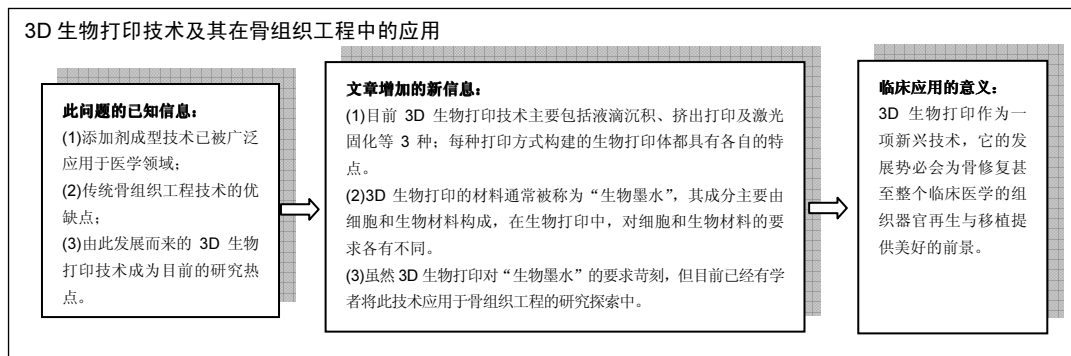 3D 生物打印技术及其在骨组织工程中的应用
此问题的已知信息：
(1)添加剂成型技术已被广泛
应用于医学领域；
(2)传统骨组织工程技术的优
缺点；
(3)由此发展而来的 3D 生物
打印技术成为目前的研究热
点。
文章增加的新信息：
(1)目前 3D 生物打印技术主要包括液滴沉积、挤出打印及激光
固化等 3 种；每种打印方式构建的生物打印体都具有各自的特
点。
(2)3D 生物打印的材料通常被称为“生物墨水”，其成分主要由
细胞和生物材料构成，在生物打印中，对细胞和生物材料的要
求各有不同。
(3)虽然 3D 生物打印对“生物墨水”的要求苛刻，但目前已经有学
者将此技术应用于骨组织工程的研究探索中。
临床应用的意义：
3D 生物打印作为一
项新兴技术，它的发
展势必会为骨修复甚
至整个临床医学的组
织器官再生与移植提
供美好的前景。